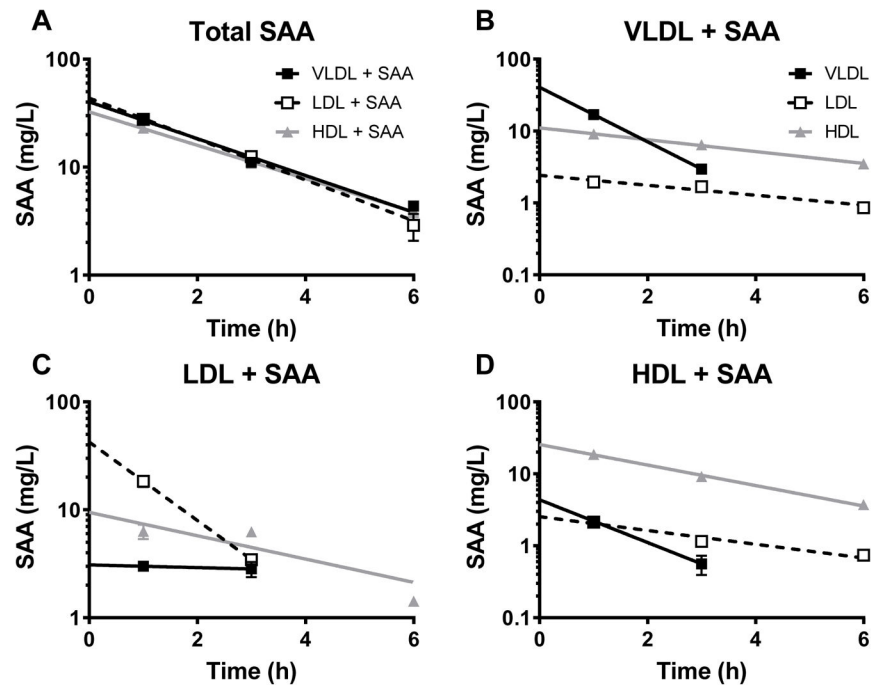 A
Total SAA
SAA (mg/L)
100
10
1
VLDL + SAA
LDL + SAA
HDL + SAA
0
2
4
6
Time (h)
B
VLDL + SAA
SAA (mg/L)
100
10
1
0.1
VLDL
LDL
HDL
0
2
4
6
Time (h)
C
LDL + SAA
SAA (mg/L)
100
10
1
0
2
4
6
Time (h)
D
HDL + SAA
SAA (mg/L)
100
10
1
0.1
0
2
4
6
Time (h)